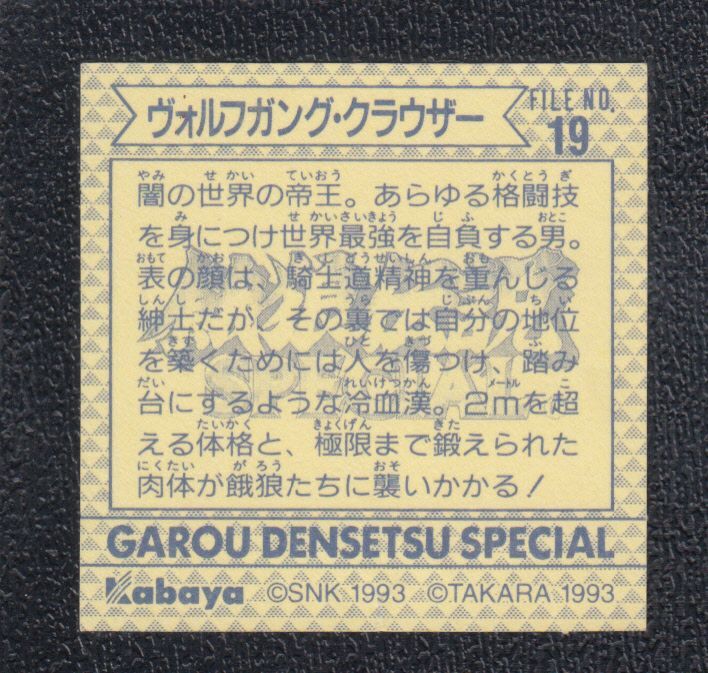 ヴォルフガング・クラウザー
FILE NO.
19
闇の世界の帝王。あらゆる格闘技
を身につけ世界最強を自負する男。
表の顔は、騎士道精神を重んじる
紳士だが、その裏では自分の地位
を築くためには人を傷つけ、踏み
台にするような冷血漢。2mを超
える体格と、極限まで鍛えられた
肉体が餓狼たちに襲いかかる!
GAROU DENSETSU SPECIAL
Kabaya ©SNK 1993 ©TAKARA 1993